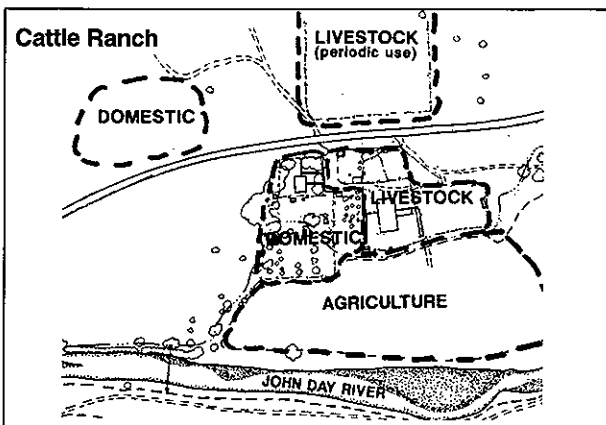 Cattle Ranch
LIVESTOCK
(periodic use)
DOMESTIC
LIVESTOCK
DOMESTIC
AGRICULTURE
JOHN DAY RIVER